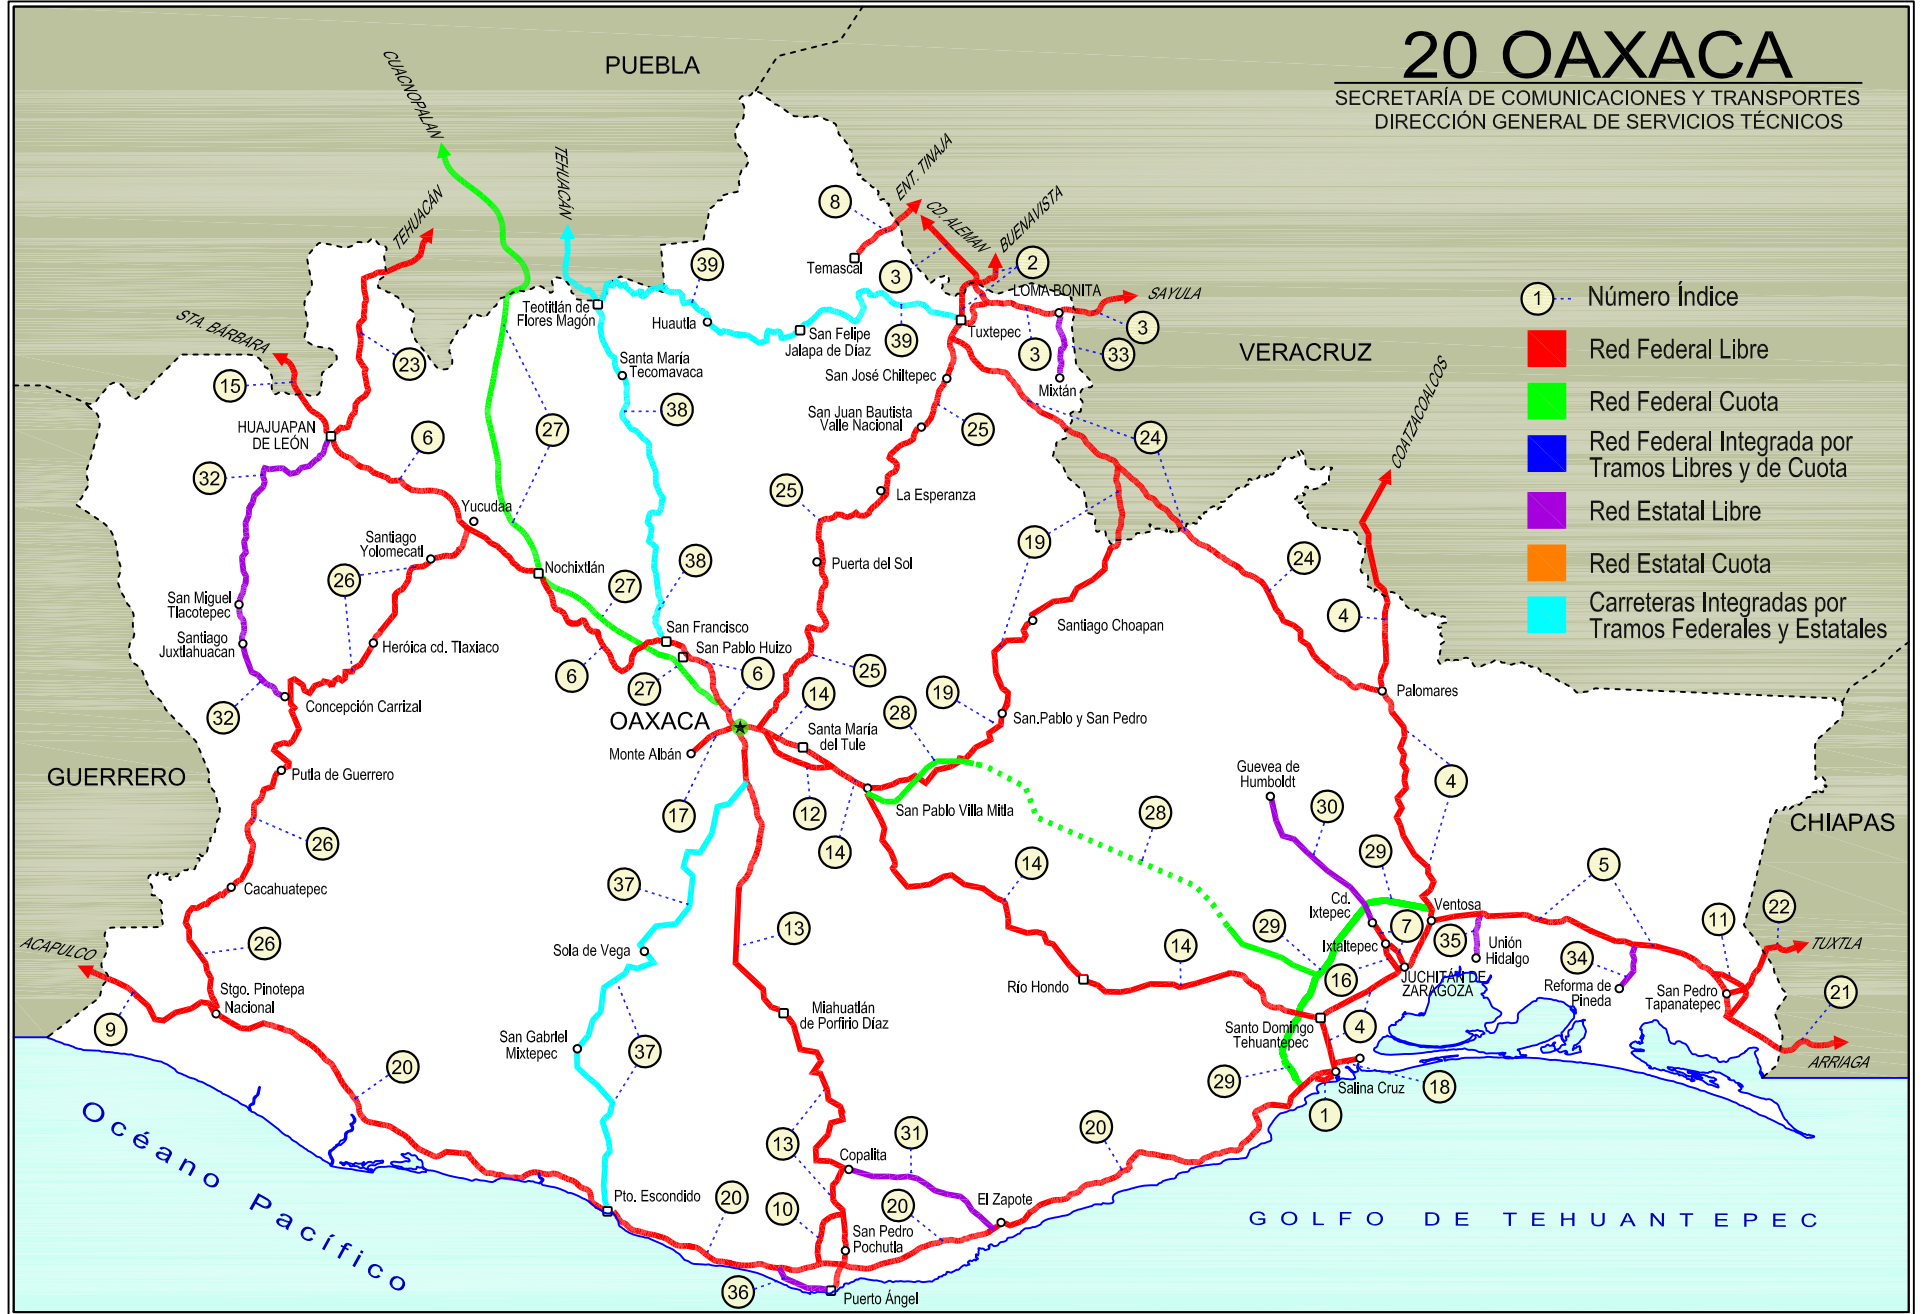 20 OAXACA
SECRETARÍA DE COMUNICACIONES Y TRANSPORTES
DIRECCIÓN GENERAL DE SERVICIOS TÉCNICOS
PUEBLA
CUACNOPALAN
TEHUACÁN
TEHUACÁN
ENT. TINAJA
CD. ALEMAN
BUENAVISTA
8
Temascal
39
3
2
LOMA BONITA
SAYULA
1
Número Índice
Red Federal Libre
Red Federal Cuota
Red Federal Integrada por
Tramos Libres y de Cuota
Red Estatal Libre
Red Estatal Cuota
Carreteras Integradas por
Tramos Federales y Estatales
Teotitlán de
Flores Magón
Huautla
San Felipe
Jalapa de Díaz
39
Tuxtepec
3
33
3
VERACRUZ
STA. BÁRBARA
15
23
Santa María
Tecomavaca
San José Chiltepec
Mixtán
COATZACOALCOS
HUAJUAPAN
DE LEÓN
6
27
38
San Juan Bautista
Valle Nacional
25
24
32
25
La Esperanza
Yucudaa
Santiago
Yolomecatl
26
Nochixtlán
38
Puerta del Sol
19
24
San Miguel
Tlacotepec
27
4
Santiago
Juxtlahuacan
Heróica cd. Tlaxiaco
San Francisco
San Pablo Huizo
Santiago Choapan
6
27
6
25
14
28
19
Palomares
32
Concepción Carrizal
OAXACA
Santa María
del Tule
San.Pablo y San Pedro
Monte Albán
GUERRERO
Putla de Guerrero
17
12
San Pablo Villa Mitla
28
Guevea de
Humboldt
30
4
CHIAPAS
26
14
14
29
5
Cacahuatepec
37
Cd.
Ixtepec
Ventosa
ACAPULCO
26
Sola de Vega
13
29
14
7
Ixtaltepec
16
35
Unión
Hidalgo
34
11
22
TUXTLA
Stgo. Pinotepa
Nacional
Río Hondo
JUCHITÁN DE
ZARAGOZA
Reforma de
Pineda
San Pedro
Tapanatepec
21
9
San Gabriel
Mixtepec
37
Miahuatlán
de Porfirio Díaz
Santo Domingo
Tehuantepec
4
ARRIAGA
20
29
Salina Cruz
18
1
Océano Pacífico
13
Copalita
31
20
Pto. Escondido
20
10
20
El Zapote
GOLFO DE TEHUANTEPEC
San Pedro
Pochutla
36
Puerto Ángel